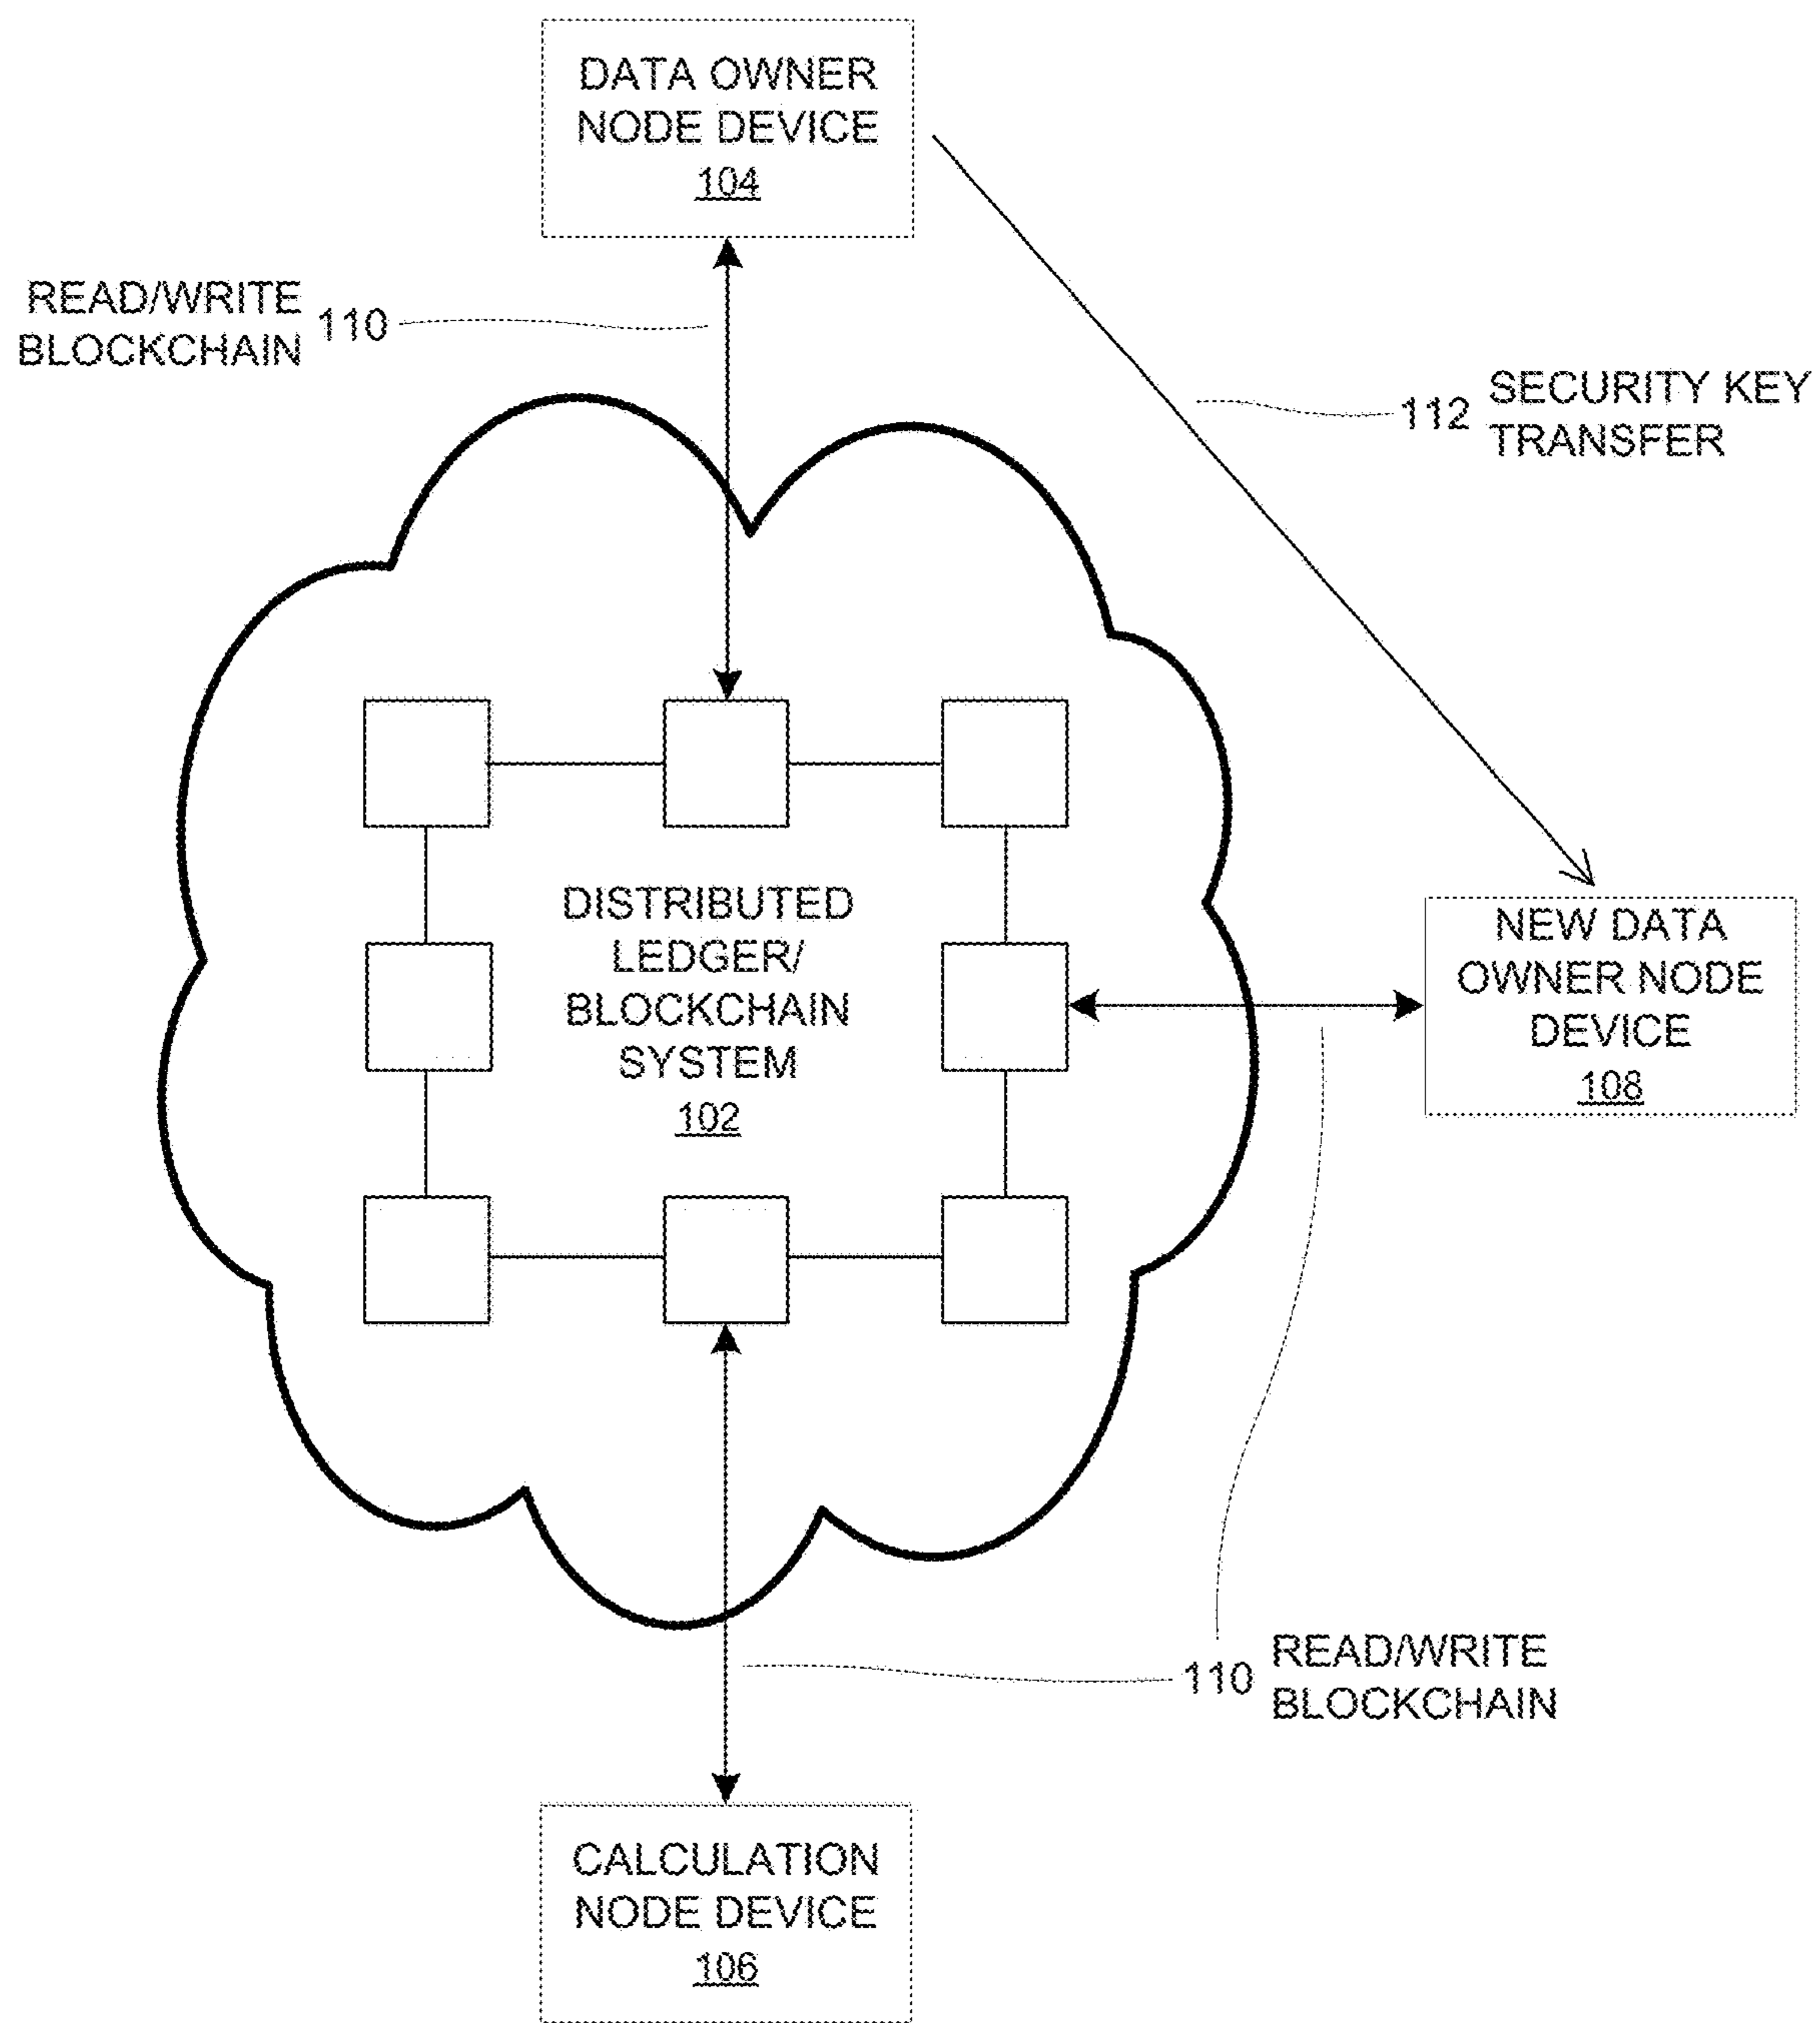 DATA OWNER
NODE DEVICE
104
READ/WRITE
BLOCKCHAIN
110
112
SECURITY KEY
TRANSFER
DISTRIBUTED
LEDGER/
BLOCKCHAIN
SYSTEM
102
NEW DATA
OWNER NODE
DEVICE
108
110
READ/WRITE
BLOCKCHAIN
CALCULATION
NODE DEVICE
106